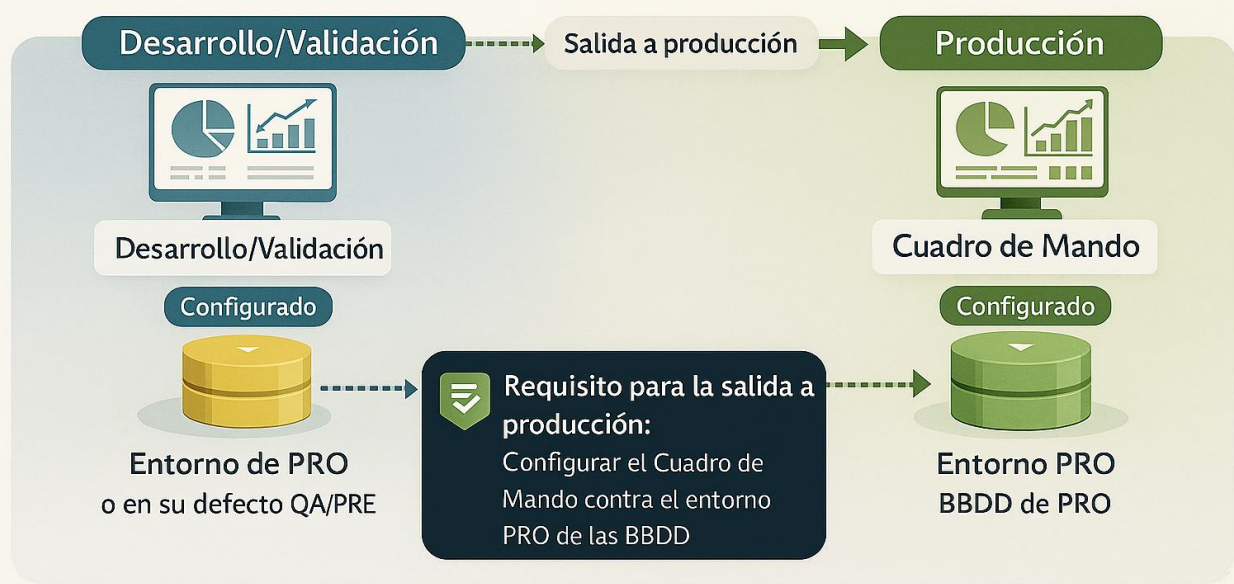 Desarrollo/Validación
Salida a producción
Producción
Desarrollo/Validación
Cuadro de Mando
Configurado
Configurado
Requisito para la salida a
producción:
Configurar el Cuadro de
Mando contra el entorno
PRO de las BBDD
Entorno de PRO
o en su defecto QA/PRE
Entorno PRO
BBDD de PRO